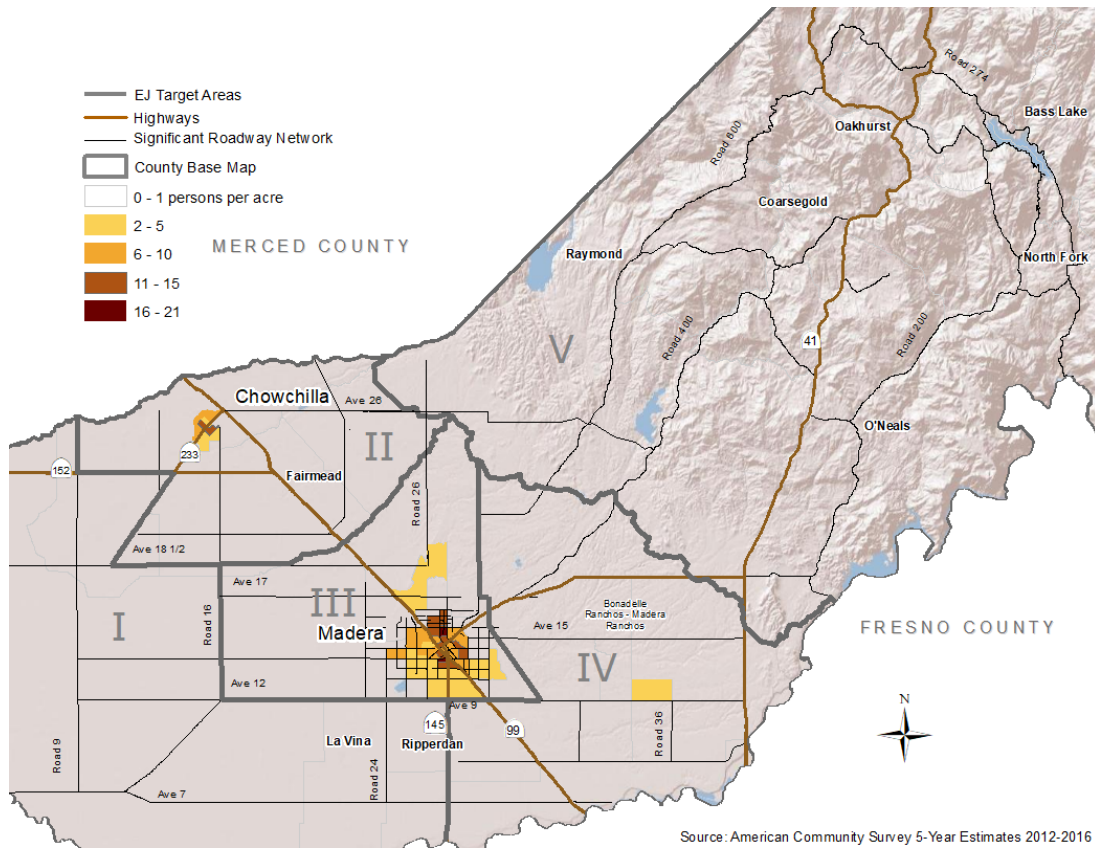 EJ Target Areas
Highways
Significant Roadway Network
County Base Map
0 - 1 persons per acre
2 - 5
6 - 10
11 - 15
16 - 21
MERCED COUNTY
Road 274
Bass Lake
Oakhurst
Road 600
Coarsegold
Raymond
North Fork
Road 400
41
Road 200
V
Chowchilla
Ave 26
O'Neals
233
II
152
Fairmead
Road 26
Ave 18 1/2
Ave 17
III
Bonadelle
Ranchos - Madera
Ranchos
I
Road 16
Madera
Ave 15
FRESNO COUNTY
IV
Ave 12
N
Ave 9
145
99
Road 36
La Vina
Ripperdan
Road 9
Road 24
Ave 7
Source: American Community Survey 5-Year Estimates 2012-2016